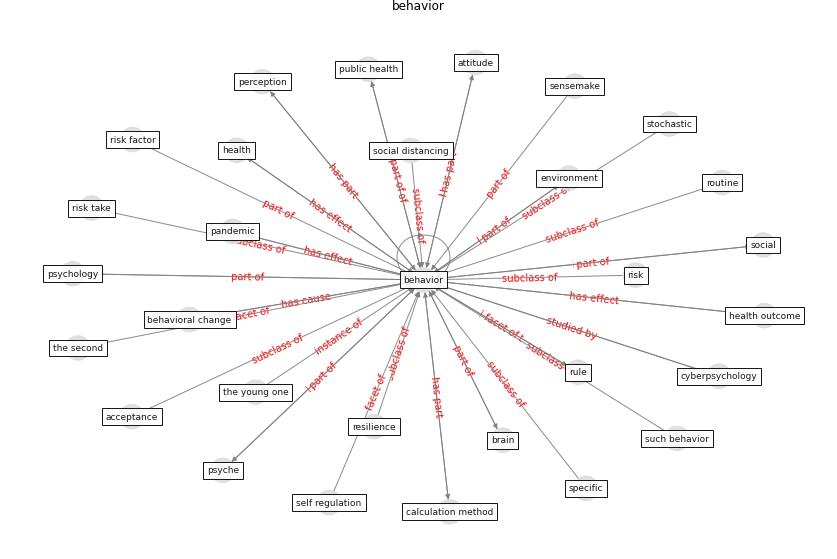 behavior
attitude
public health
perception
sensemake
stochastic
risk factor
health
social distancing
has part
part of of
has pa
part of
environment
routine
risk take
part of
has effect
subclass of
part of
subclass o
subclass of
pandemic
social
subclass of
has effect
part of
psychology
part of
behavior
subclass of
risk
has effect
has cause
facet of
behavioral change
health outcome
studied by
the second
subclass of
instance of
facet of
subclass
rule
cyberpsychology
part of
subclass of
part of
subclass of
the young one
facet of
has part
acceptance
resilience
brain
such behavior
psyche
self regulation
calculation method
specific